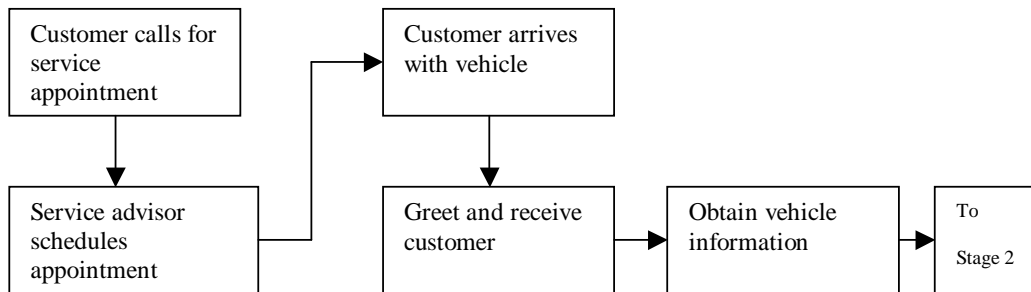 Customer calls for
service
appointment
Service advisor
schedules
appointment
Customer arrives
with vehicle
Greet and receive
customer
Obtain vehicle
information
To
Stage 2